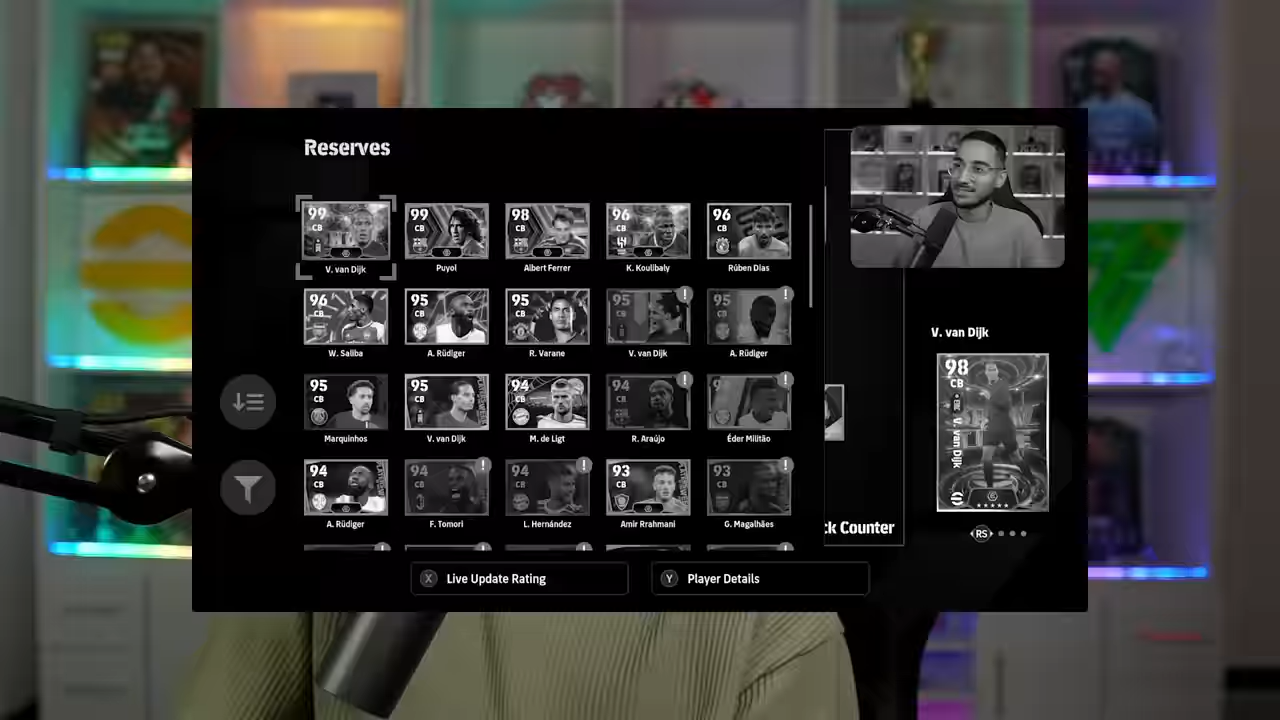 Reserves
99 99 98 96 96
CB CB CB CB CB
V. van Dijk Puyol Albert Ferrer K. Koulibaly Rúben Dias
96 95 95 95 95
CB CB CB CB CB
W. Saliba A. Rüdiger R. Varane V. van Dijk A. Rüdiger
95 95 94 94
CB CB CB CB CB
Marquinhos V. van Dijk M. de Ligt R. Araújo Éder Militão
94 94 94 93 93
CB CB CB CB CB
A. Rüdiger F. Tomori L. Hernández Amir Rrahmani G. Magalhães
X Live Update Rating Y Player Details
ck Counter
V. van Dijk
98
CB
V. van Dijk
RS